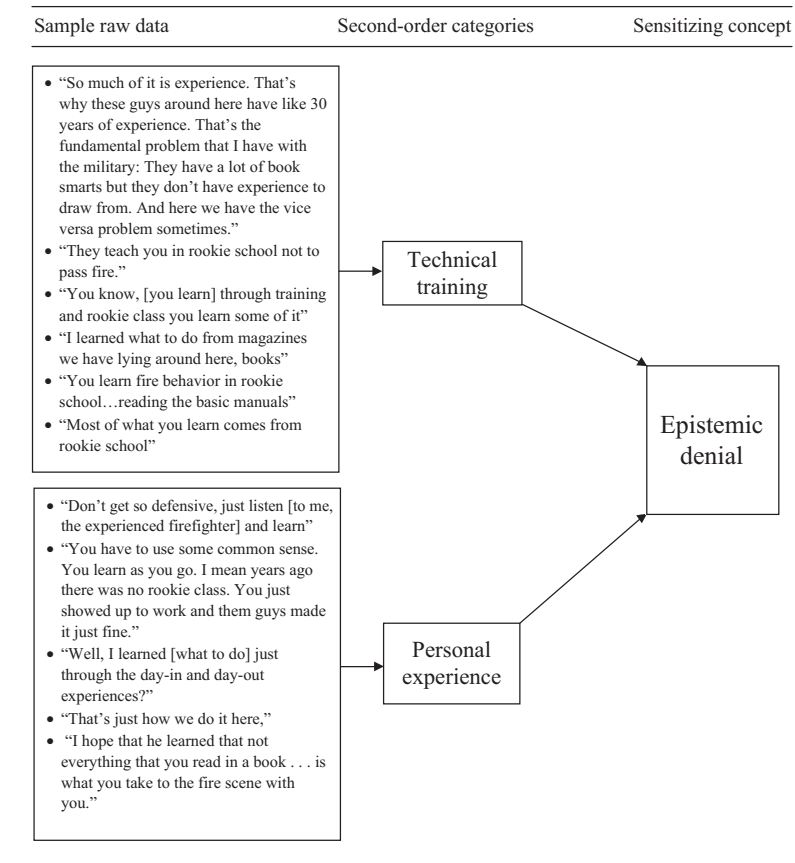 Sample raw data
Second-order categories
Sensitizing concept
• “So much of it is experience. That’s
why these guys around here have like 30
years of experience. That’s the
fundamental problem that I have with
the military: They have a lot of book
smarts but they don’t have experience to
draw from. And here we have the vice
versa problem sometimes.”
• “They teach you in rookie school not to
pass fire.”
• “You know, [you learn] through training
and rookie class you learn some of it”
• “I learned what to do from magazines
we have lying around here, books”
• “You learn fire behavior in rookie
school…reading the basic manuals”
• “Most of what you learn comes from
rookie school”
Technical
training
• “Don’t get so defensive, just listen [to me,
the experienced firefighter] and learn”
• “You have to use some common sense.
You learn as you go. I mean years ago
there was no rookie class. You just
showed up to work and them guys made
it just fine.”
• “Well, I learned [what to do] just
through the day-in and day-out
experiences?”
• “That’s just how we do it here,”
• “I hope that he learned that not
everything that you read in a book . . . is
what you take to the fire scene with
you.”
Personal
experience
Epistemic
denial